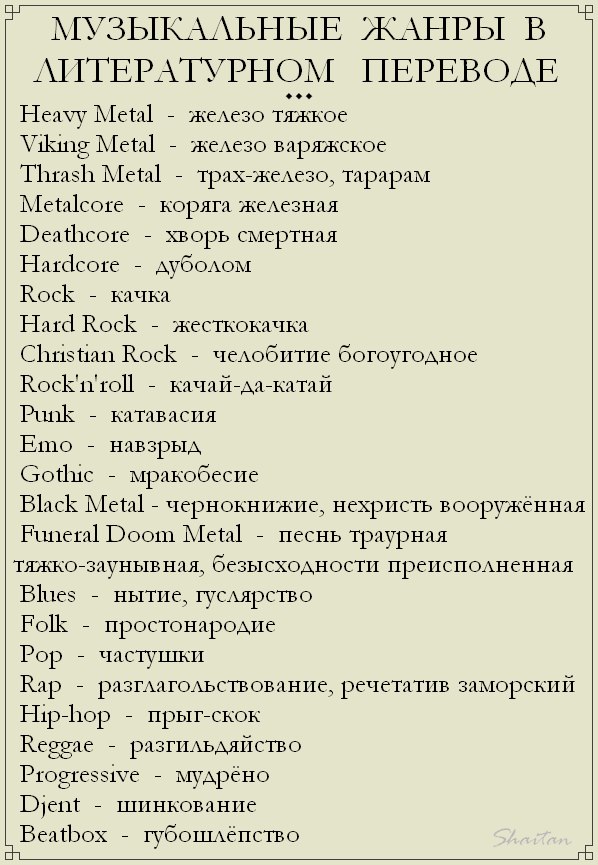 МУЗЫКАЛЬНЫЕ ЖАНРЫ В
ЛИТЕРАТУРНОМ ПЕРЕВОДЕ
Heavy Metal - железо тяжкое
Viking Metal - железо варяжское
Thrash Metal - трах-железо, тарарам
Metalcore - коряга железная
Deathcore - хворь смертная
Hardcore - дуболом
Rock - качка
Hard Rock - жесткокачка
Christian Rock - челобитие богоугодное
Rock'n'roll - качай-да-катай
Punk - катавасия
Emo - навзрыд
Gothic - мракобесие
Black Metal - чернокнижие, нехристь вооружённая
Funeral Doom Metal - песнь траурная
тяжко-заунывная, безысходности преисполненная
Blues - нытие, гуслярство
Folk - простонародие
Pop - частушки
Rap - разглагольствование, речетатив заморский
Hip-hop - прыг-скок
Reggae - разгильдяйство
Progressive - мудрёно
Djent - шинкование
Beatbox - губошлёпство
Shaitan